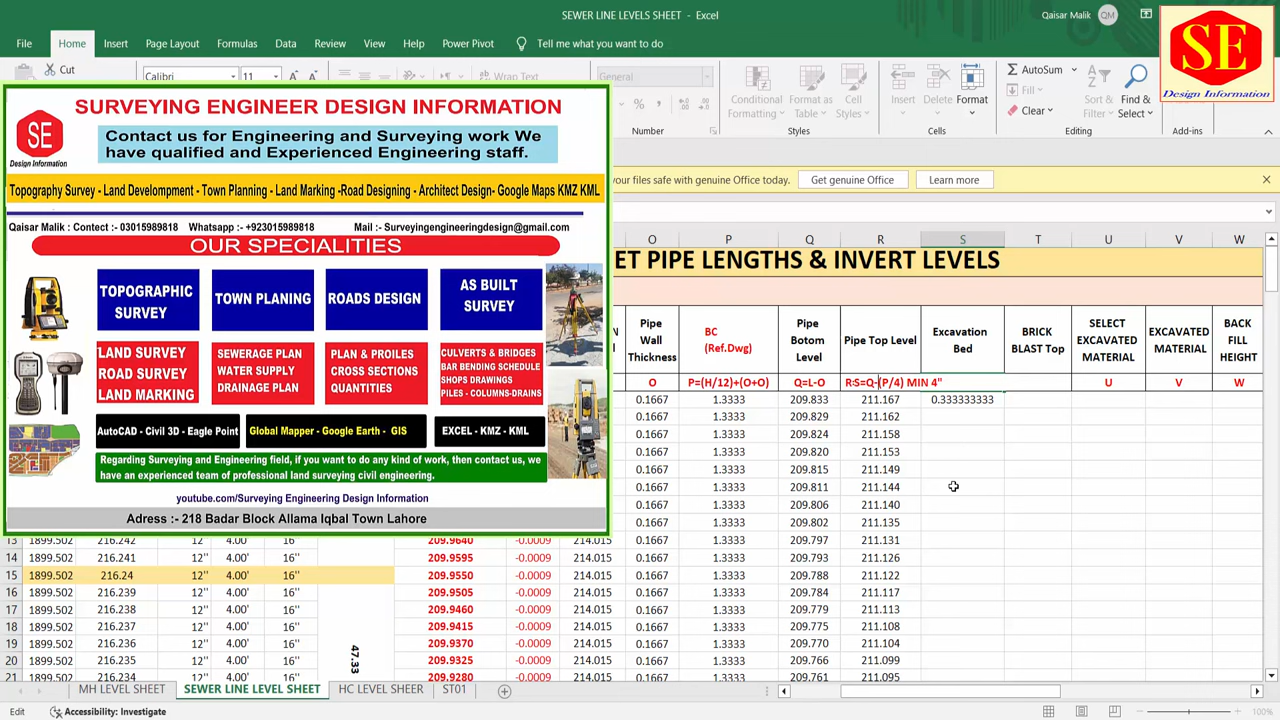 SEWER LINE LEVELS SHEET - Excel
Qaisar Malik QM
File Home Insert Page Layout Formulas Data Review View Help Power Pivot Tell me what you want to do
Cut
Calibri 11 Wrap Text General AutoSum
Fill
Clear
Conditional Formatting
Format as Table
Cell Styles
Insert Delete Format
Sort & Filter
Find & Select
Number Styles Cells Editing Add-ins
SE
Design Information
your files safe with genuine Office today. Get genuine Office Learn more
SE
Design Information
SURVEYING ENGINEER DESIGN INFORMATION
Contact us for Engineering and Surveying work We
have qualified and Experienced Engineering staff.
Topography Survey - Land Develompment - Town Planning - Land Marking -Road Designing - Architect Design- Google Maps KMZ KML
Qaisar Malik : Contect :- 03015989818 Whatsapp :- +923015989818 Mail :- Surveyingengineeringdesign@gmail.com
OUR SPECIALITIES
TOPOGRAPHIC SURVEY
TOWN PLANING
ROADS DESIGN
AS BUILT SURVEY
LAND SURVEY
ROAD SURVEY
LAND MARKING
SEWERAGE PLAN
WATER SUPPLY
DRAINAGE PLAN
PLAN & PROILES
CROSS SECTIONS
QUANTITIES
CULVERTS & BRIDGES
BAR BENDING SCHEDULE
SHOPS DRAWINGS
PILES - COLUMNS-DRAINS
AutoCAD - Civil 3D - Eagle Point
Global Mapper - Google Earth - GIS
EXCEL - KMZ - KML
Regarding Surveying and Engineering field, if you want to do any kind of work, then contact us, we
have an experienced team of professional land surveying civil engineering.
youtube.com/Surveying Engineering Design Information
Adress :- 218 Badar Block Allama Iqbal Town Lahore
O P Q R S T U V W
ET PIPE LENGTHS & INVERT LEVELS
Pipe Wall Thickness
BC (Ref.Dwg)
Pipe Botom Level
Pipe Top Level
Excavation Bed
BRICK BLAST Top
SELECT EXCAVATED MATERIAL
EXCAVATED MATERIAL
BACK FILL HEIGHT
O P=(H/12)+(O+O) Q=L-O R:S=Q-(P/4) MIN 4" U V W
0.1667 1.3333 209.833 211.167 0.333333333
0.1667 1.3333 209.829 211.162
0.1667 1.3333 209.824 211.158
0.1667 1.3333 209.820 211.153
0.1667 1.3333 209.815 211.149
0.1667 1.3333 209.811 211.144
0.1667 1.3333 209.806 211.140
0.1667 1.3333 209.802 211.135
13 1899.502 216.242 12'' 4.00' 16'' 209.9640 -0.0009 214.015 0.1667 1.3333 209.797 211.131
14 1899.502 216.241 12'' 4.00' 16'' 209.9595 -0.0009 214.015 0.1667 1.3333 209.793 211.126
15 1899.502 216.24 12'' 4.00' 16'' 209.9550 -0.0009 214.015 0.1667 1.3333 209.788 211.122
16 1899.502 216.239 12'' 4.00' 16'' 209.9505 -0.0009 214.015 0.1667 1.3333 209.784 211.117
17 1899.502 216.238 12'' 4.00' 16'' 209.9460 -0.0009 214.015 0.1667 1.3333 209.779 211.113
18 1899.502 216.237 12'' 4.00' 16'' 209.9415 -0.0009 214.015 0.1667 1.3333 209.775 211.108
19 1899.502 216.236 12'' 4.00' 16'' 209.9370 -0.0009 214.015 0.1667 1.3333 209.770 211.104
20 1899.502 216.235 12'' 4.00' 16'' 209.9325 -0.0009 214.015 0.1667 1.3333 209.766 211.099
21 1899.502 216.234 12'' 4.00' 16'' 209.9280 -0.0009 214.015 0.1667 1.3333 209.761 211.095
47.33
MH LEVEL SHEET SEWER LINE LEVEL SHEET HC LEVEL SHEER ST01
Edit Accessibility: Investigate 100%